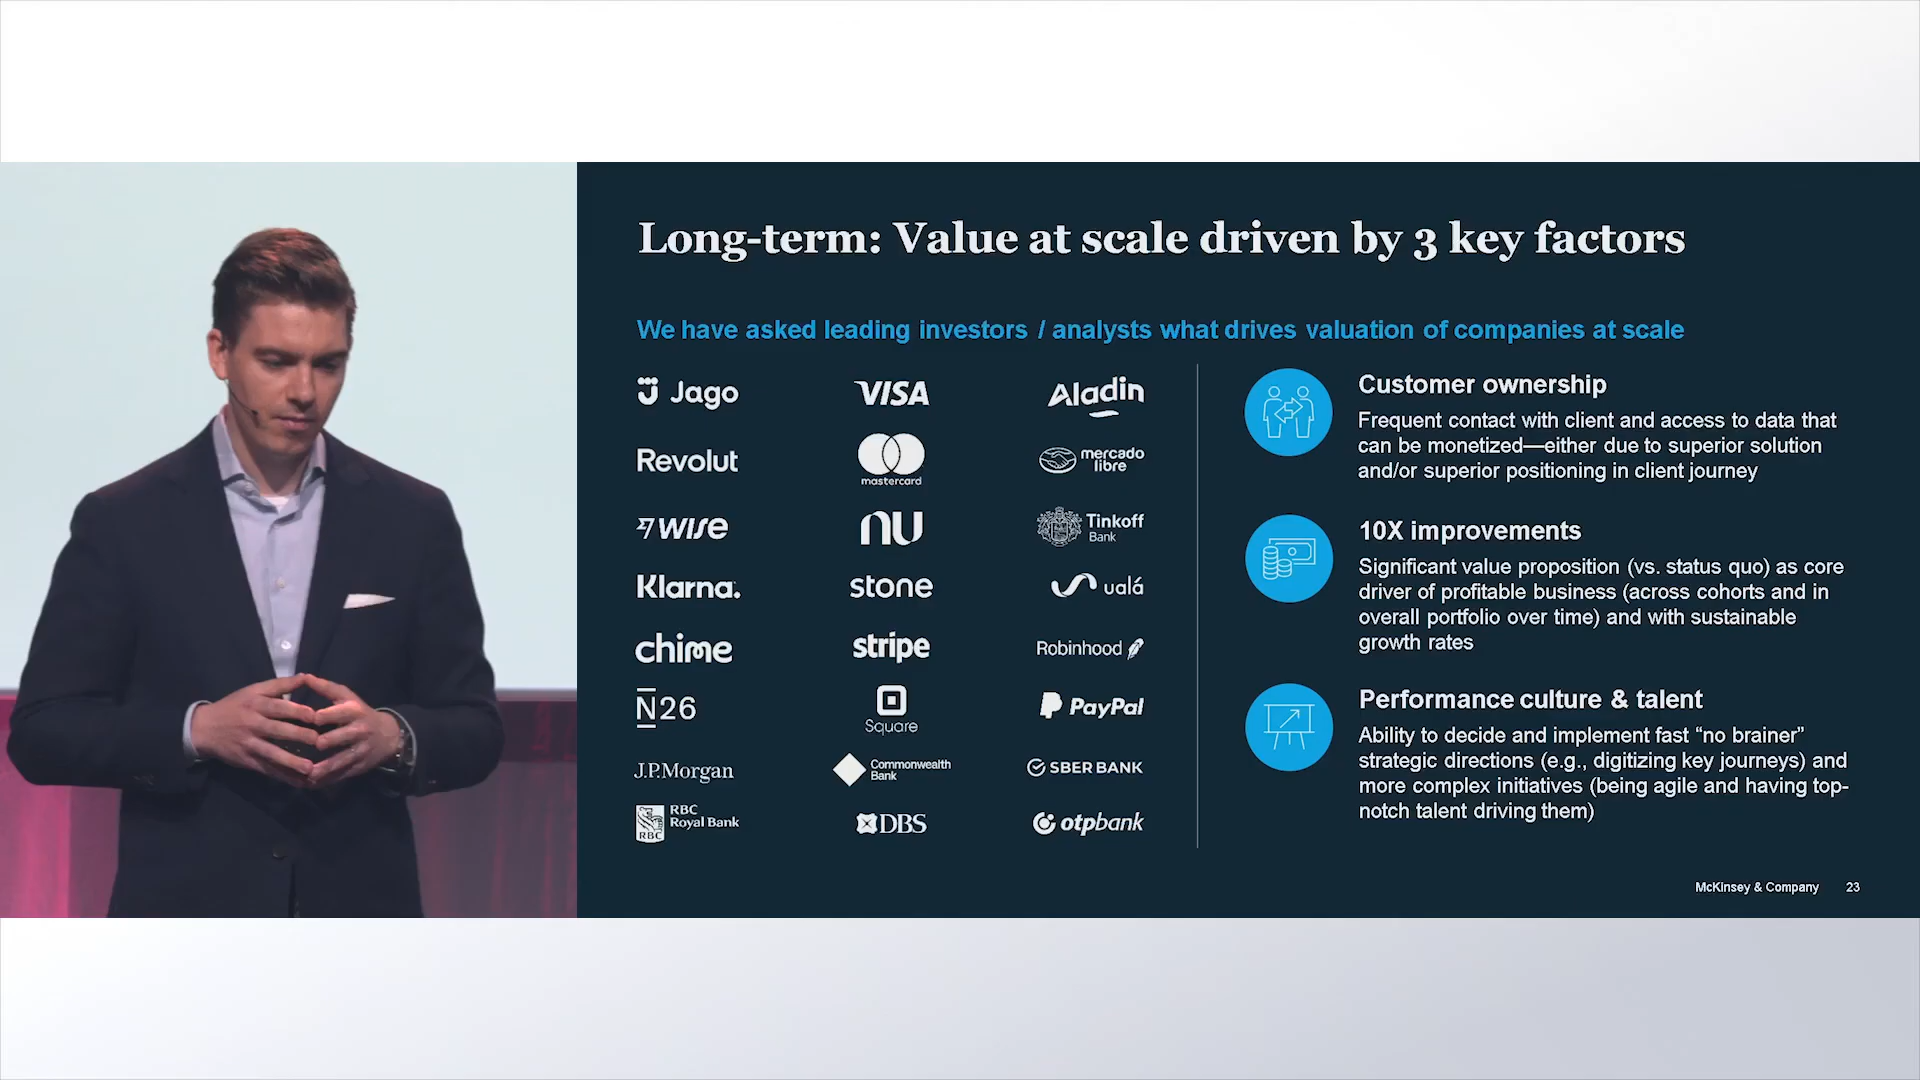 Long-term: Value at scale driven by 3 key factors
We have asked leading investors / analysts what drives valuation of companies at scale
Jago
VISA
Aladin
Revolut
mastercard
mercado
libre
wise
nu
Tinkoff
Bank
Klarna.
stone
ualá
chime
stripe
Robinhood
N26
Square
PayPal
J.P.Morgan
Commonwealth
Bank
SBER BANK
RBC
RBC
Royal Bank
DBS
otpbank
Customer ownership
Frequent contact with client and access to data that
can be monetized—either due to superior solution
and/or superior positioning in client journey
10X improvements
Significant value proposition (vs. status quo) as core
driver of profitable business (across cohorts and in
overall portfolio over time) and with sustainable
growth rates
Performance culture & talent
Ability to decide and implement fast “no brainer”
strategic directions (e.g., digitizing key journeys) and
more complex initiatives (being agile and having top-
notch talent driving them)
McKinsey & Company 23